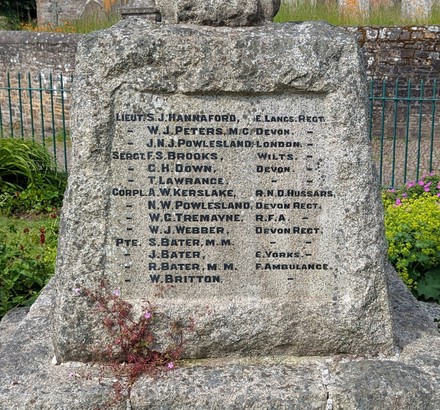 LIEUT. S. J. HANNAFORD, E. LANCS. REGT.
- W. J. PETERS, M.C. DEVON. -
- J. N. J. POWLESLAND, LONDON. -
SERGT. F. S. BROOKS, WILTS. -
- C. H. DOWN, DEVON. -
- T. LAWRANCE, - -
CORPL. A. W. KERSLAKE, R. N. D. HUSSARS.
- N. W. POWLESLAND, DEVON REGT.
- W. C. TREMAYNE, R. F. A.
- W. J. WEBBER, DEVON REGT.
PTE. S. BATER, M. M. - -
- J. BATER, E. YORKS. -
- R. BATER, M. M. F. AMBULANCE.
- W. BRITTON, -